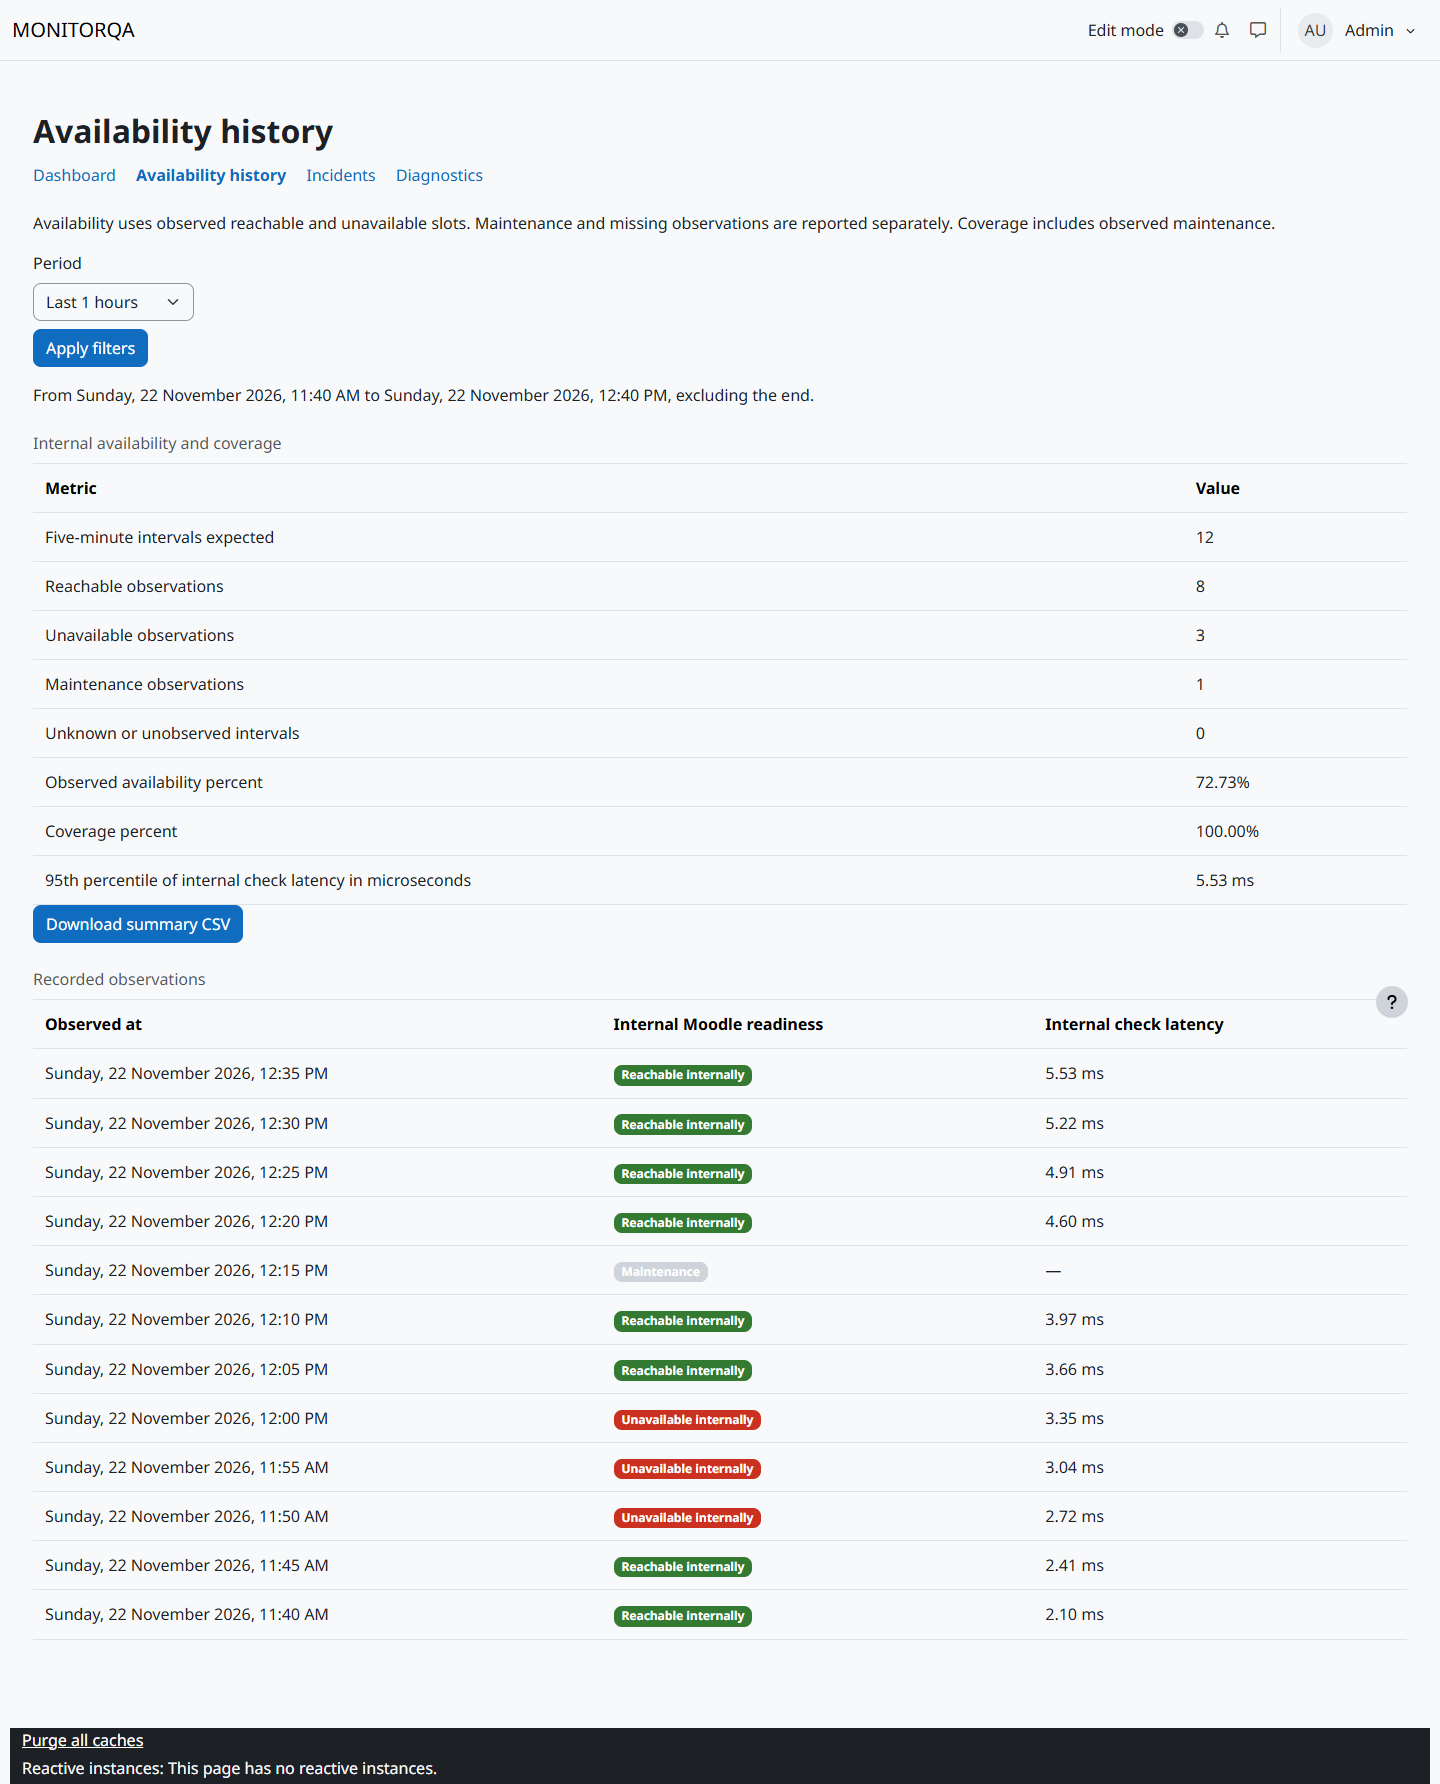 MONITORQA
Edit mode
AU Admin
Availability history
Dashboard Availability history Incidents Diagnostics
Availability uses observed reachable and unavailable slots. Maintenance and missing observations are reported separately. Coverage includes observed maintenance.
Period
Last 1 hours
Apply filters
From Sunday, 22 November 2026, 11:40 AM to Sunday, 22 November 2026, 12:40 PM, excluding the end.
Internal availability and coverage
Metric Value
Five-minute intervals expected 12
Reachable observations 8
Unavailable observations 3
Maintenance observations 1
Unknown or unobserved intervals 0
Observed availability percent 72.73%
Coverage percent 100.00%
95th percentile of internal check latency in microseconds 5.53 ms
Download summary CSV
Recorded observations
?
Observed at Internal Moodle readiness Internal check latency
Sunday, 22 November 2026, 12:35 PM Reachable internally 5.53 ms
Sunday, 22 November 2026, 12:30 PM Reachable internally 5.22 ms
Sunday, 22 November 2026, 12:25 PM Reachable internally 4.91 ms
Sunday, 22 November 2026, 12:20 PM Reachable internally 4.60 ms
Sunday, 22 November 2026, 12:15 PM Maintenance —
Sunday, 22 November 2026, 12:10 PM Reachable internally 3.97 ms
Sunday, 22 November 2026, 12:05 PM Reachable internally 3.66 ms
Sunday, 22 November 2026, 12:00 PM Unavailable internally 3.35 ms
Sunday, 22 November 2026, 11:55 AM Unavailable internally 3.04 ms
Sunday, 22 November 2026, 11:50 AM Unavailable internally 2.72 ms
Sunday, 22 November 2026, 11:45 AM Reachable internally 2.41 ms
Sunday, 22 November 2026, 11:40 AM Reachable internally 2.10 ms
Purge all caches
Reactive instances: This page has no reactive instances.